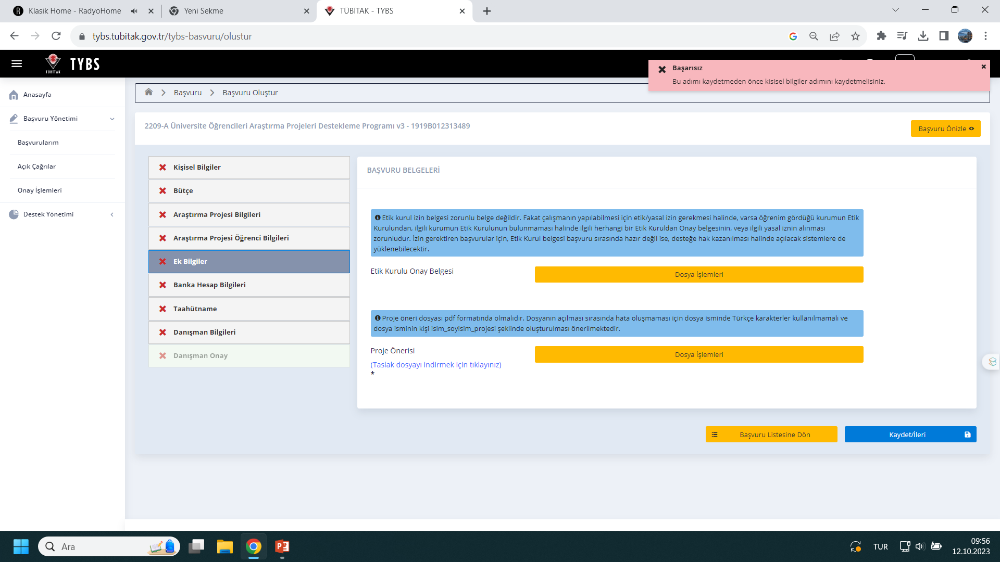 Klasik Home - RadyoHome
Yeni Sekme
TÜBİTAK - TYBS
tybs.tubitak.gov.tr/tybs-basvuru/olustur
TÜBİTAK
TYBS
Başarısız
Bu adımı kaydetmeden önce kisisel bilgiler adımını kaydetmelisiniz.
Anasayfa
Başvuru Yönetimi
Başvurularım
Açık Çağrılar
Onay İşlemleri
Destek Yönetimi
Başvuru
Başvuru Oluştur
2209-A Üniversite Öğrencileri Araştırma Projeleri Destekleme Programı v3 - 1919B012313489
Başvuru Önizle
Kişisel Bilgiler
Bütçe
Araştırma Projesi Bilgileri
Araştırma Projesi Öğrenci Bilgileri
Ek Bilgiler
Banka Hesap Bilgileri
Taahütname
Danışman Bilgileri
Danışman Onay
BAŞVURU BELGELERİ
Etik kurul izin belgesi zorunlu belge değildir. Fakat çalışmanın yapılabilmesi için etik/yasal izin gerekmesi halinde, varsa öğrenim gördüğü kurumun Etik
Kurulundan, ilgili kurumun Etik Kurulunun bulunmaması halinde ilgili herhangi bir Etik Kuruldan Onay belgesinin, veya ilgili yasal iznin alınması
zorunludur. İzin gerektiren başvurular için, Etik Kurul belgesi başvuru sırasında hazır değil ise, desteğe hak kazanılması halinde açılacak sistemlere de
yüklenebilecektir.
Etik Kurulu Onay Belgesi
Dosya İşlemleri
Proje öneri dosyası pdf formatında olmalıdır. Dosyanın açılması sırasında hata oluşmaması için dosya isminde Türkçe karakterler kullanılmamalı ve
dosya isminin kişi isim_soyisim_projesi şeklinde oluşturulması önerilmektedir.
Proje Önerisi
Dosya İşlemleri
(Taslak dosyayı indirmek için tıklayınız)
*
Başvuru Listesine Dön
Kaydet/İleri
Ara
TUR
09:56
12.10.2023